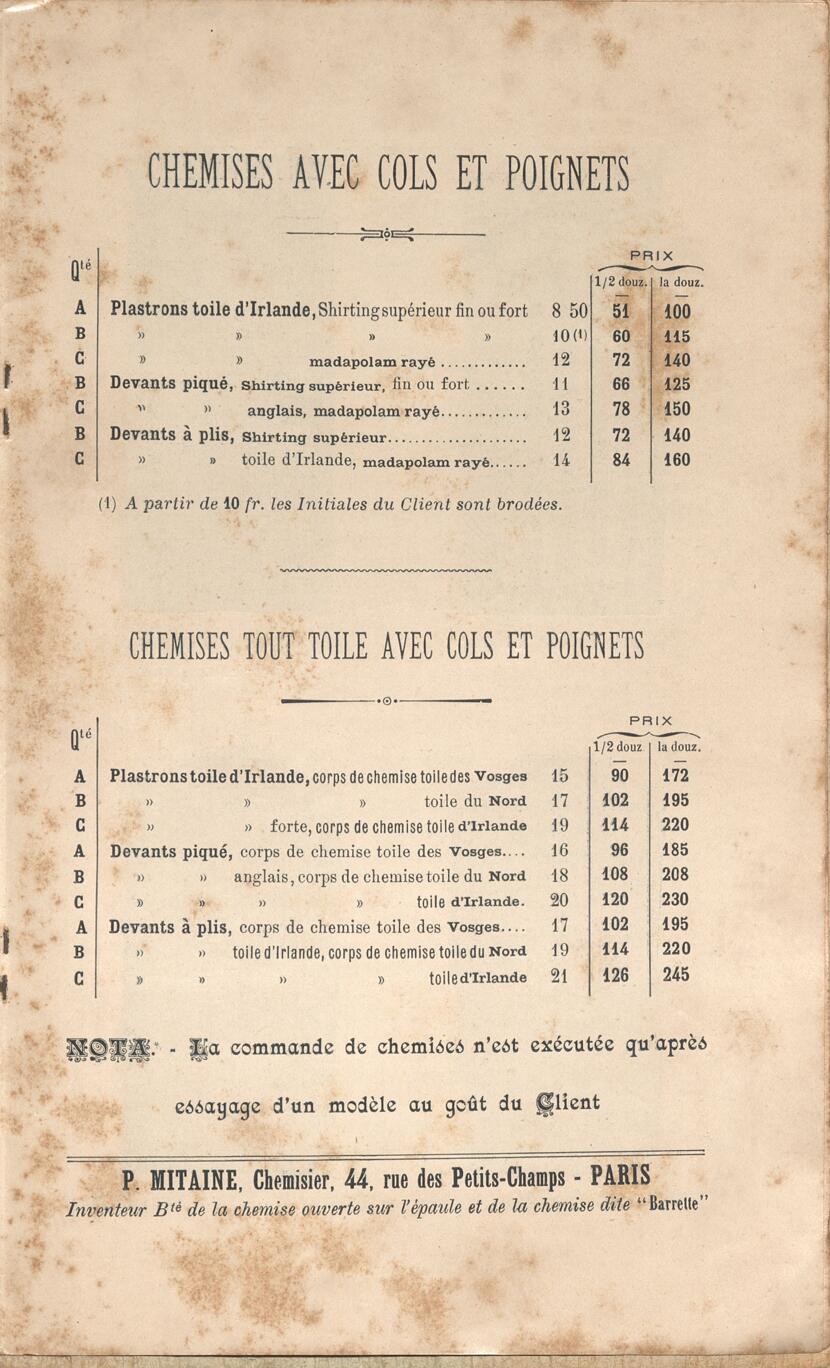 CHEMISES AVEC COLS ET POIGNETS
PRIX
Qté 1/2 douz. la douz.
A Plastrons toile d'Irlande, Shirting supérieur fin ou fort 8 50 51 100
B » » » » 10 (1) 60 115
C » » madapolam rayé ............ 12 72 140
B Devants piqué, Shirting supérieur, fin ou fort ...... 11 66 125
C » » anglais, madapolam rayé............ 13 78 150
B Devants à plis, Shirting supérieur..................... 12 72 140
C » » toile d'Irlande, madapolam rayé...... 14 84 160
(1) A partir de 10 fr. les Initiales du Client sont brodées.
CHEMISES TOUT TOILE AVEC COLS ET POIGNETS
PRIX
Qté 1/2 douz la douz.
A Plastrons toile d'Irlande, corps de chemise toile des Vosges 15 90 172
B » » » toile du Nord 17 102 195
C » » forte, corps de chemise toile d'Irlande 19 114 220
A Devants piqué, corps de chemise toile des Vosges.... 16 96 185
B » » anglais, corps de chemise toile du Nord 18 108 208
C » » » » toile d'Irlande. 20 120 230
A Devants à plis, corps de chemise toile des Vosges.... 17 102 195
B » » toile d'Irlande, corps de chemise toile du Nord 19 114 220
C » » » » toile d'Irlande 21 126 245
NOTA. - La commande de chemises n'est exécutée qu'après
essayage d'un modèle au goût du Client
P. MITAINE, Chemisier, 44, rue des Petits-Champs - PARIS
Inventeur Bté de la chemise ouverte sur l'épaule et de la chemise dite "Barrette"